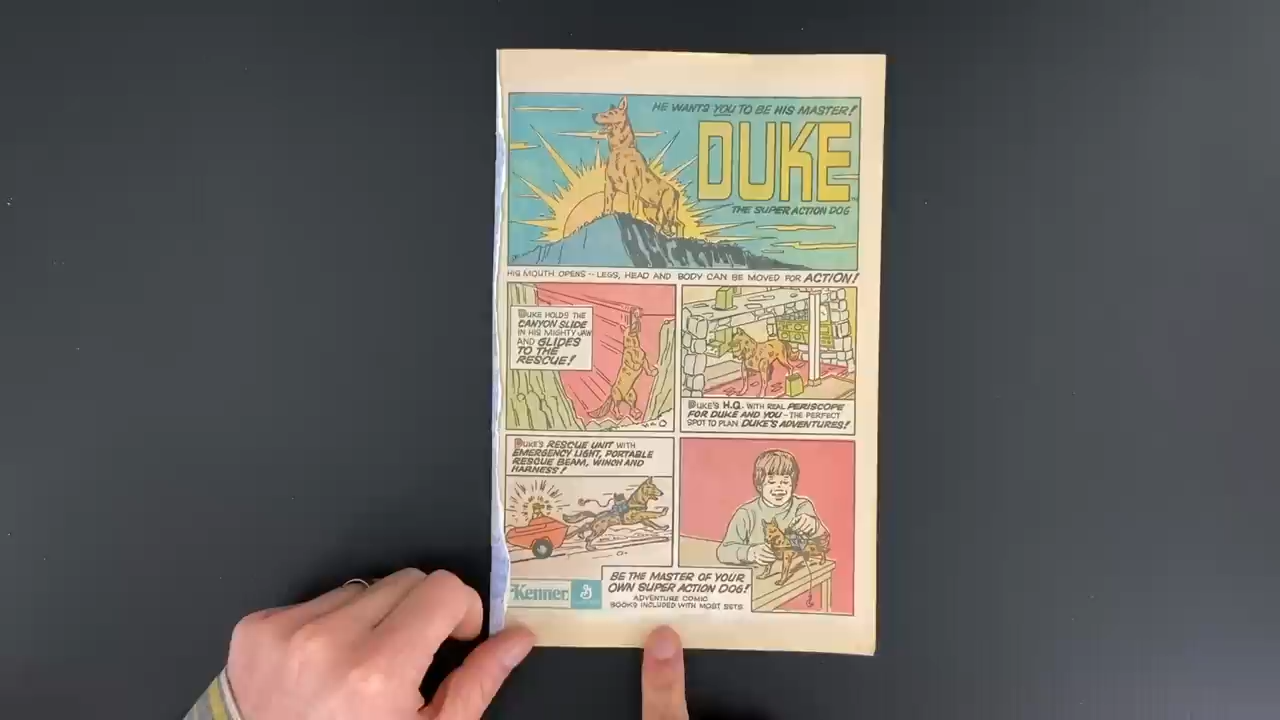 HE WANTS YOU TO BE HIS MASTER!
DUKE
THE SUPER ACTION DOG
HIS MOUTH OPENS -- LEGS, HEAD AND BODY CAN BE MOVED FOR ACTION!
DUKE HOLDS THE
CANYON SLIDE
IN HIS MIGHTY JAW
AND GLIDES
TO THE
RESCUE!
DUKE'S H.Q. WITH REAL PERISCOPE
FOR DUKE AND YOU - THE PERFECT
SPOT TO PLAN DUKE'S ADVENTURES!
DUKE'S RESCUE UNIT WITH
EMERGENCY LIGHT, PORTABLE
RESCUE BEAM, WINCH AND
HARNESS!
BE THE MASTER OF YOUR
OWN SUPER ACTION DOG!
ADVENTURE COMIC
BOOKS INCLUDED WITH MOST SETS
Kenner